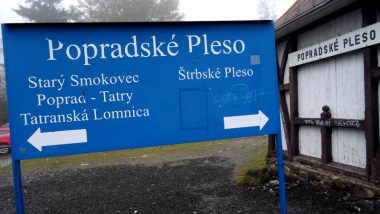 Popradské Pleso
Starý Smokovec
Poprad - Tatry
Tatranská Lomnica
Štrbské Pleso
POPRADSKÉ PLESO